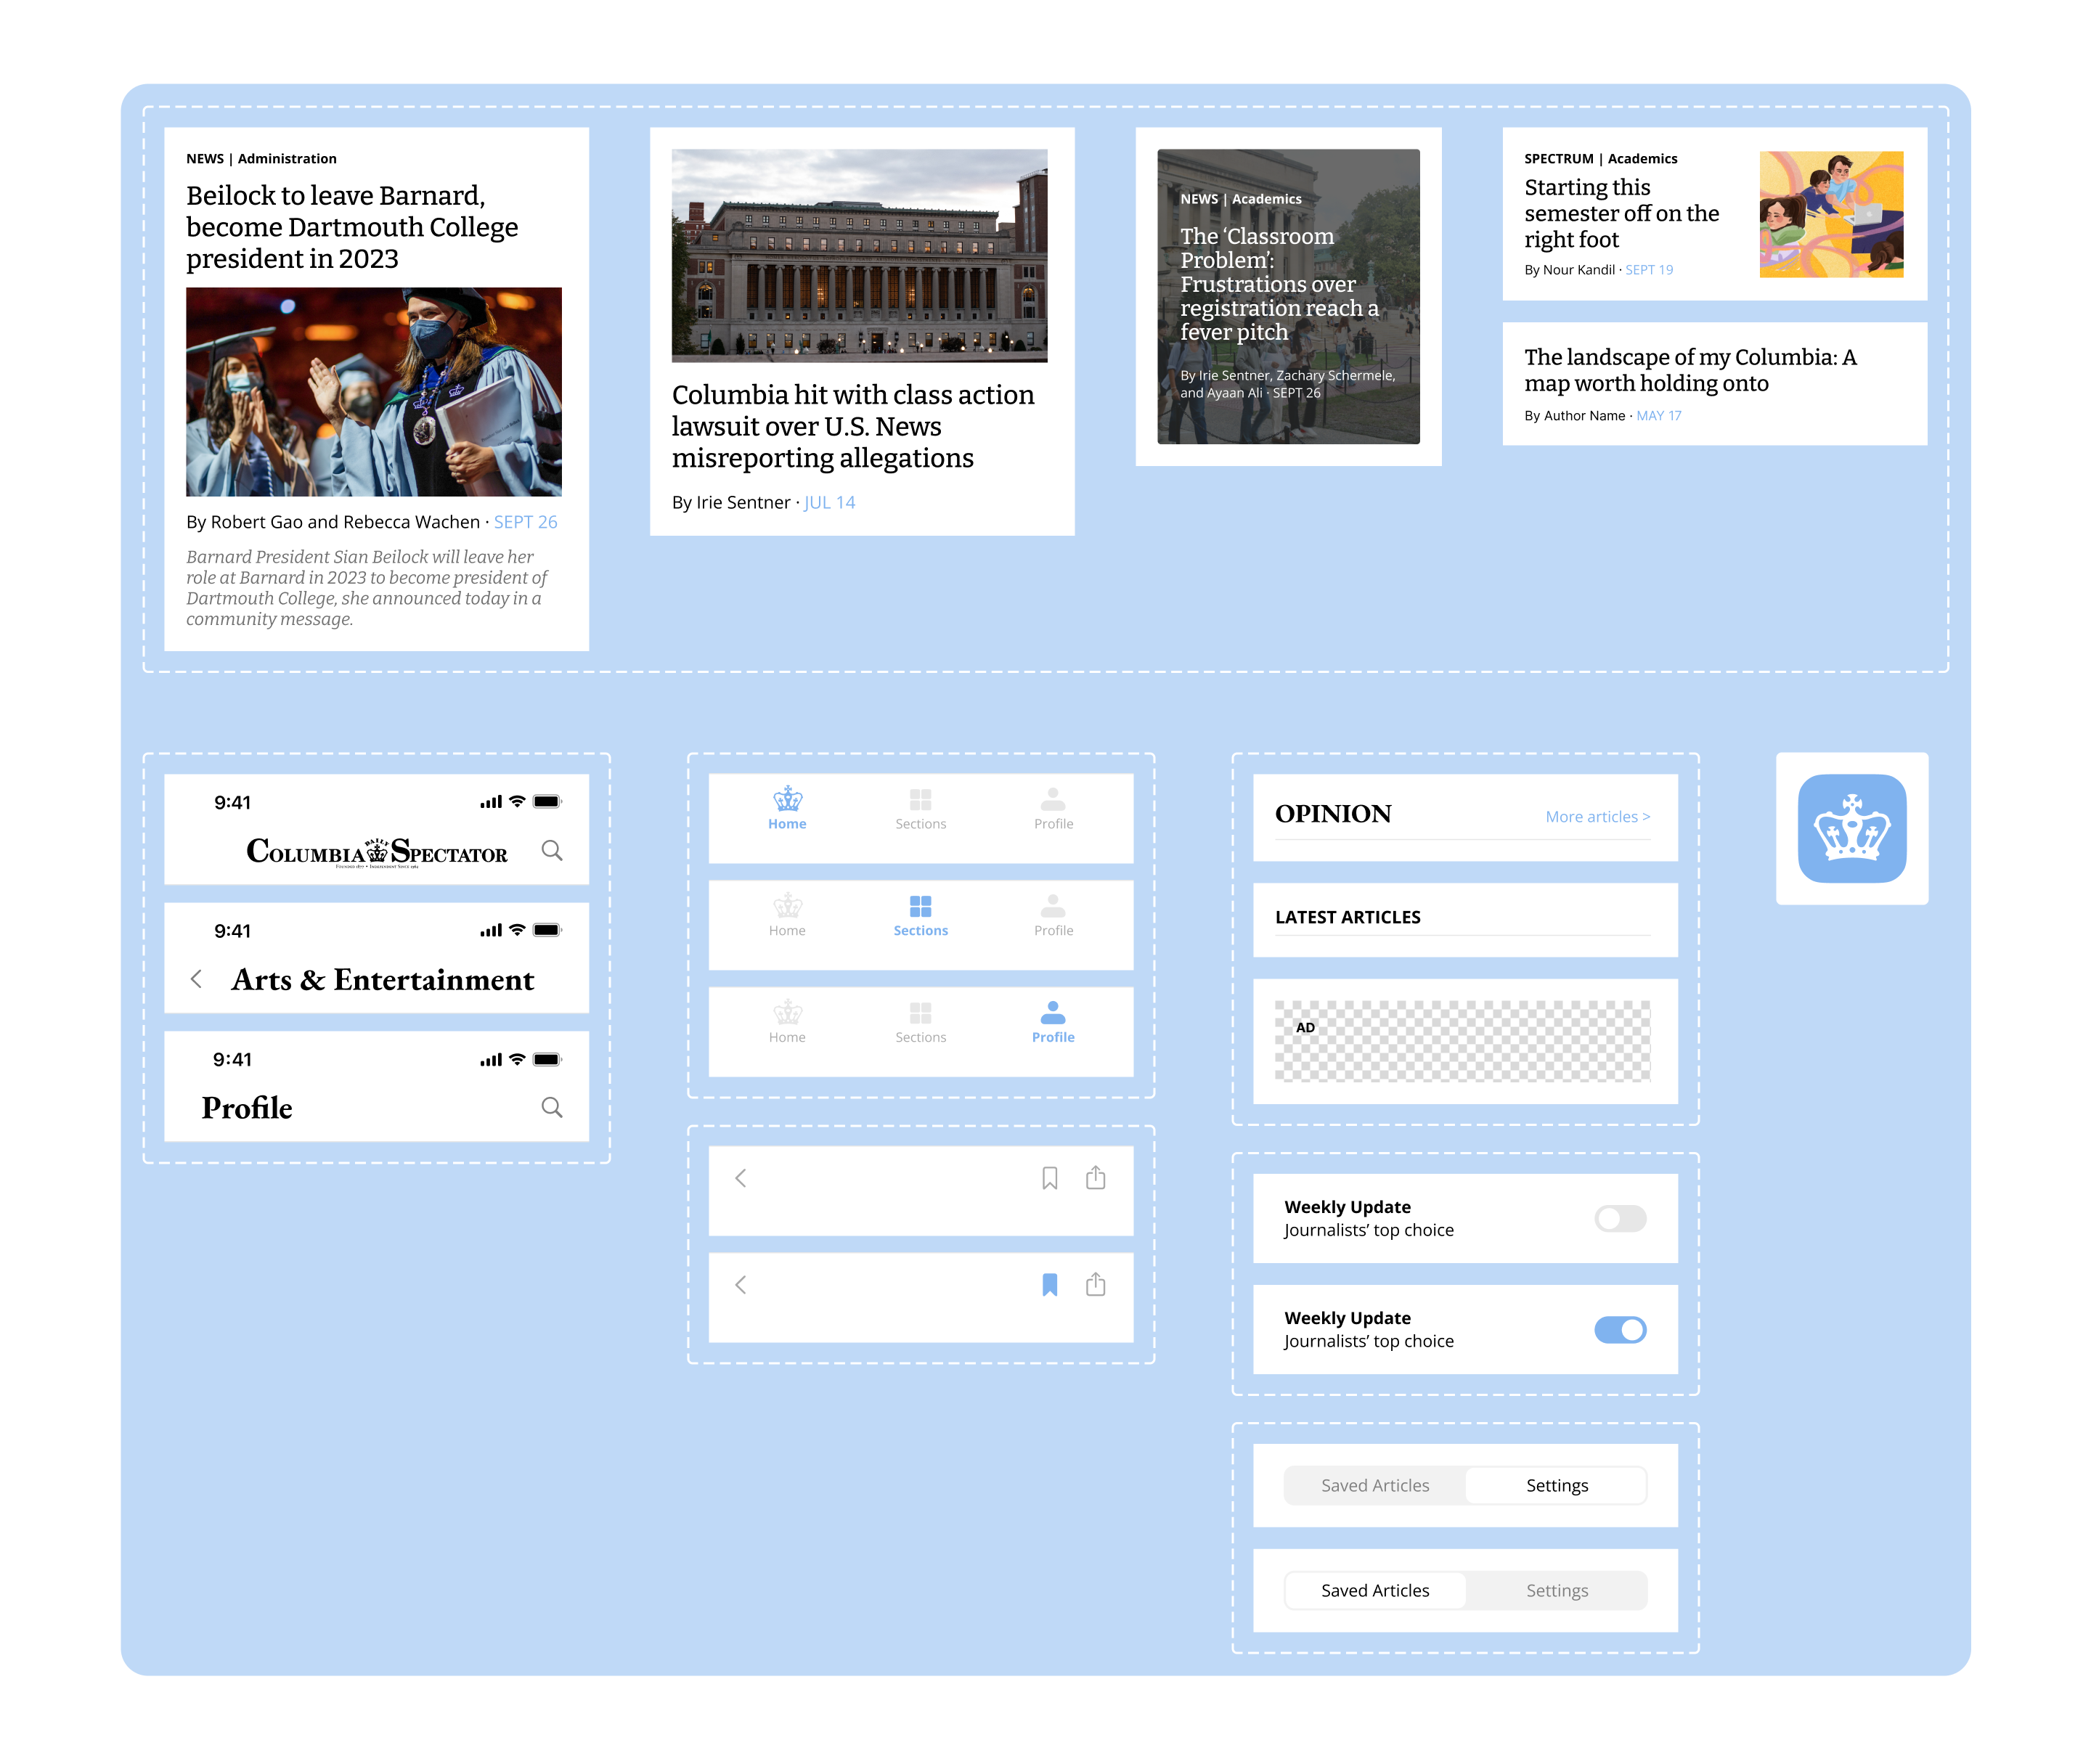 NEWS | Administration
Beilock to leave Barnard,
become Dartmouth College
president in 2023
By Robert Gao and Rebecca Wachen · SEPT 26
Barnard President Sian Beilock will leave her
role at Barnard in 2023 to become president of
Dartmouth College, she announced today in a
community message.
Columbia hit with class action
lawsuit over U.S. News
misreporting allegations
By Irie Sentner · JUL 14
NEWS | Academics
The ‘Classroom
Problem’:
Frustrations over
registration reach a
fever pitch
By Irie Sentner, Zachary Schermele,
and Ayaan Ali · SEPT 26
SPECTRUM | Academics
Starting this
semester off on the
right foot
By Nour Kandil · SEPT 19
The landscape of my Columbia: A
map worth holding onto
By Author Name · MAY 17
9:41
COLUMBIA DAILY SPECTATOR
FOUNDED 1877 • INDEPENDENT SINCE 1962
9:41
Arts & Entertainment
9:41
Profile
Home Sections Profile
Home Sections Profile
Home Sections Profile
OPINION More articles >
LATEST ARTICLES
AD
Weekly Update
Journalists’ top choice
Weekly Update
Journalists’ top choice
Saved Articles Settings
Saved Articles Settings